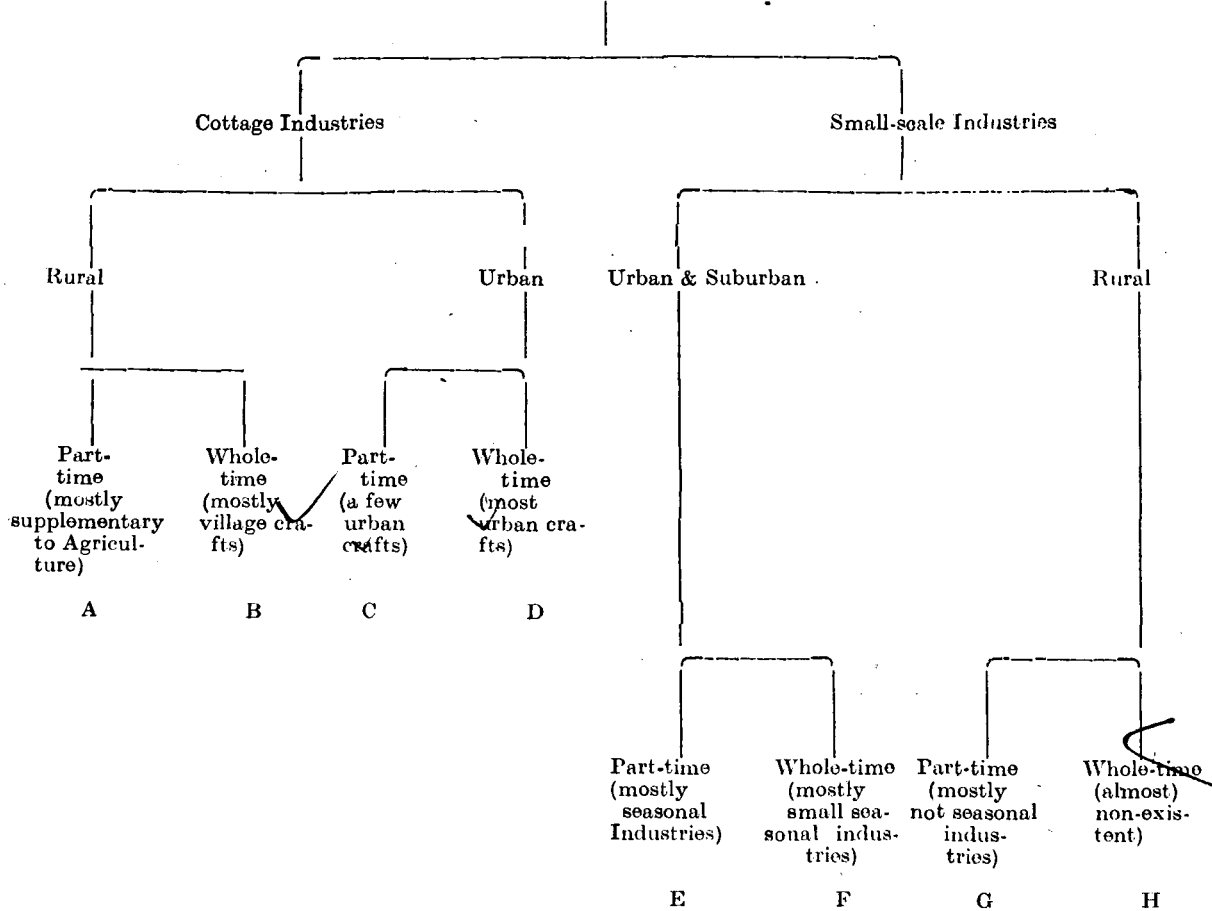 Cottage Industries
Small-scale Industries
Rural
Urban
Urban & Suburban
Rural
Part-
time
(mostly
supplementary
to Agricul-
ture)
A
Whole-
time
(mostly
village cra-
fts)
B
Part-
time
(a few
urban
crafts)
C
Whole-
time
(most
urban cra-
fts)
D
Part-time
(mostly
seasonal
Industries)
E
Whole-time
(mostly
small sea-
sonal indus-
tries)
F
Part-time
(mostly
not seasonal
indus-
tries)
G
Whole-time
(almost)
non-exis-
tent)
H